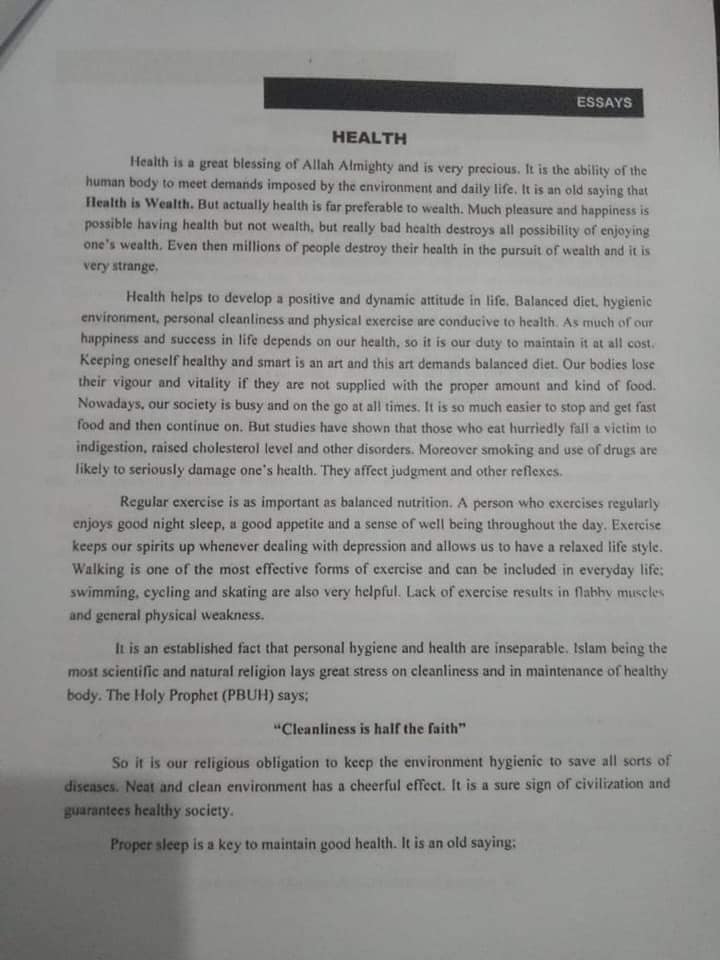 ESSAYS
HEALTH
Health is a great blessing of Allah Almighty and is very precious. It is the ability of the
human body to meet demands imposed by the environment and daily life. It is an old saying that
Health is Wealth. But actually health is far preferable to wealth. Much pleasure and happiness is
possible having health but not wealth, but really bad health destroys all possibility of enjoying
one's wealth. Even then millions of people destroy their health in the pursuit of wealth and it is
very strange.
Health helps to develop a positive and dynamic attitude in life. Balanced diet, hygienic
environment, personal cleanliness and physical exercise are conducive to health. As much of our
happiness and success in life depends on our health, so it is our duty to maintain it at all cost.
Keeping oneself healthy and smart is an art and this art demands balanced diet. Our bodies lose
their vigour and vitality if they are not supplied with the proper amount and kind of food.
Nowadays, our society is busy and on the go at all times. It is so much easier to stop and get fast
food and then continue on. But studies have shown that those who eat hurriedly fall a victim to
indigestion, raised cholesterol level and other disorders. Moreover smoking and use of drugs are
likely to seriously damage one's health. They affect judgment and other reflexes.
Regular exercise is as important as balanced nutrition. A person who exercises regularly
enjoys good night sleep, a good appetite and a sense of well being throughout the day. Exercise
keeps our spirits up whenever dealing with depression and allows us to have a relaxed life style.
Walking is one of the most effective forms of exercise and can be included in everyday life;
swimming, cycling and skating are also very helpful. Lack of exercise results in flabby muscles
and general physical weakness.
It is an established fact that personal hygiene and health are inseparable. Islam being the
most scientific and natural religion lays great stress on cleanliness and in maintenance of healthy
body. The Holy Prophet (PBUH) says;
"Cleanliness is half the faith"
So it is our religious obligation to keep the environment hygienic to save all sorts of
diseases. Neat and clean environment has a cheerful effect. It is a sure sign of civilization and
guarantees healthy society.
Proper sleep is a key to maintain good health. It is an old saying;